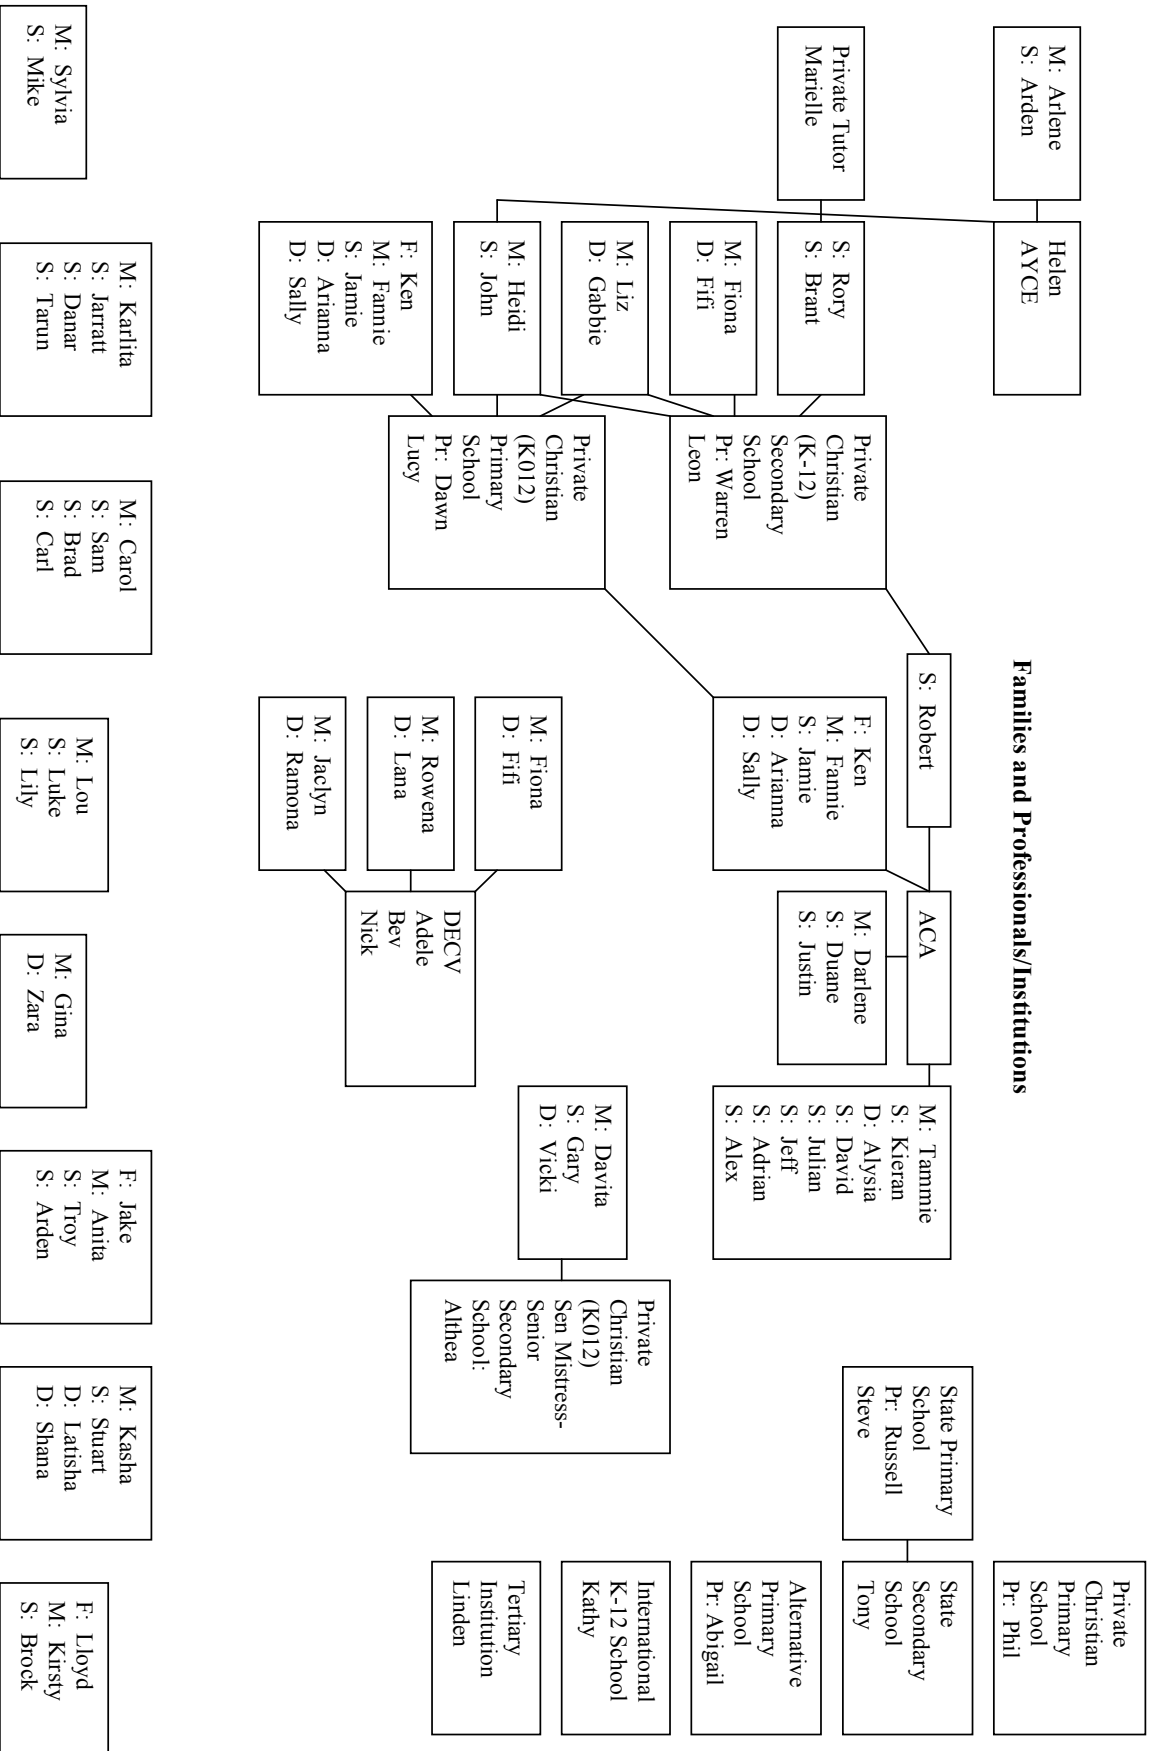 Families and Professionals/Institutions
M: Arlene
S: Arden
Helen
AYCE
Private Tutor
Marielle
S: Rory
S: Brant
M: Fiona
D: Fifi
M: Liz
D: Gabbie
M: Heidi
S: John
F: Ken
M: Fannie
S: Jamie
D: Arianna
D: Sally
Private
Christian
(K-12)
Secondary
School
Pr: Warren
Leon
Private
Christian
(K012)
Primary
School
Pr: Dawn
Lucy
S: Robert
F: Ken
M: Fannie
S: Jamie
D: Arianna
D: Sally
ACA
M: Darlene
S: Duane
S: Justin
M: Tammie
S: Kieran
D: Alysia
S: David
S: Julian
S: Jeff
S: Adrian
S: Alex
M: Fiona
D: Fifi
M: Rowena
D: Lana
M: Jaclyn
D: Ramona
DECV
Adele
Bev
Nick
M: Davita
S: Gary
D: Vicki
Private
Christian
(K012)
Sen Mistress-
Senior
Secondary
School:
Althea
State Primary
School
Pr: Russell
Steve
Private
Christian
Primary
School
Pr: Phil
State
Secondary
School
Tony
Alternative
Primary
School
Pr: Abigail
International
K-12 School
Kathy
Tertiary
Institution
Linden
M: Sylvia
S: Mike
M: Karlita
S: Jarratt
S: Danar
S: Tarun
M: Carol
S: Sam
S: Brad
S: Carl
M: Lou
S: Luke
S: Lily
M: Gina
D: Zara
F: Jake
M: Anita
S: Troy
S: Arden
M: Kasha
S: Stuart
D: Latisha
D: Shana
F: Lloyd
M: Kirsty
S: Brock